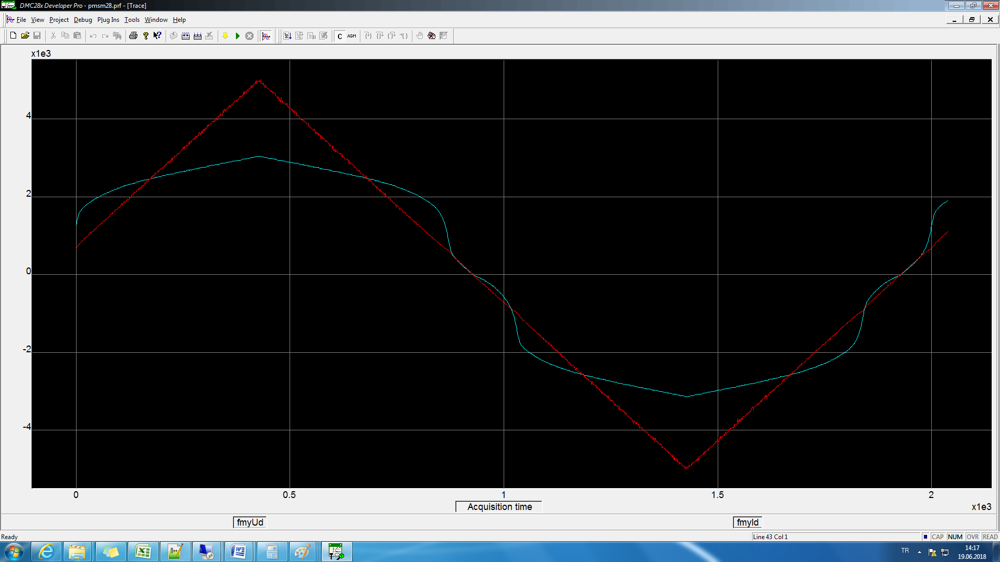 DMC28x Developer Pro - pmsm28.prf - [Trace]
File View Project Debug Plug Ins Tools Window Help
C ASM
x1e3
4
2
0
-2
-4
0 0.5 1 1.5 2
Acquisition time
x1e3
fmyUd fmyId
Ready Line 43 Col 1 CAP NUM OVR READ
TR 14:17
19.06.2018